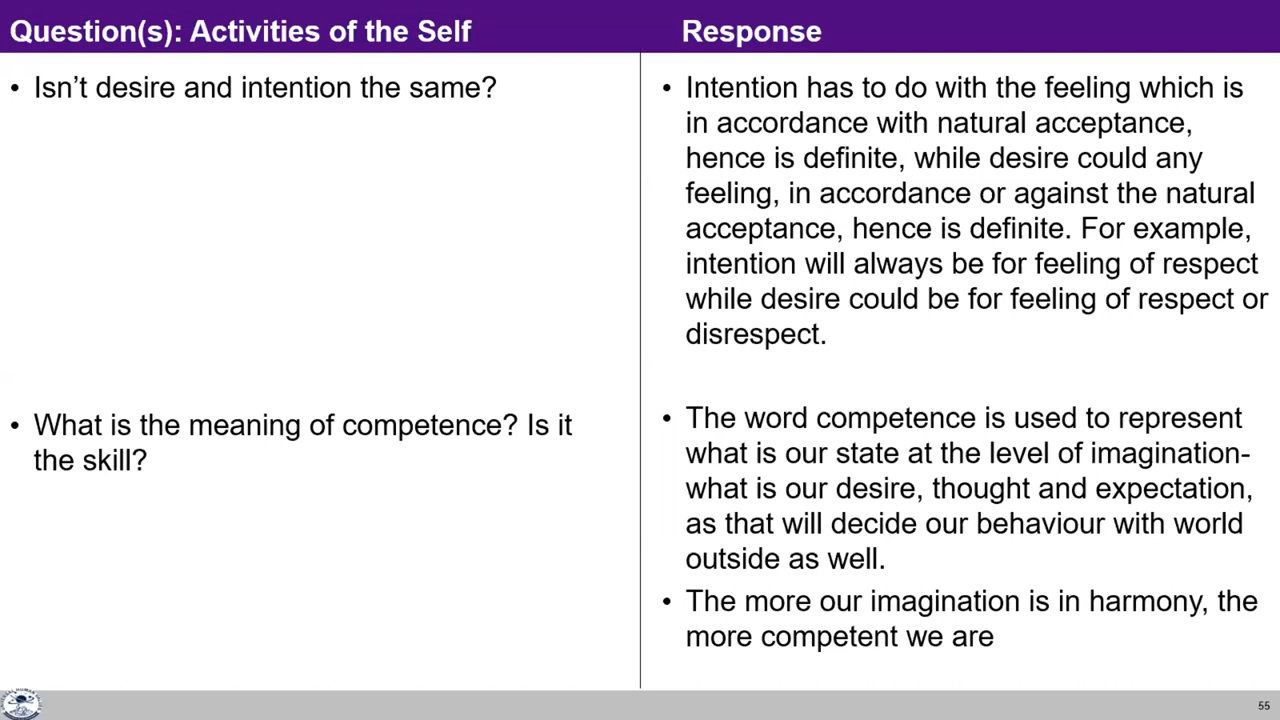 Question(s): Activities of the Self
Response
• Isn't desire and intention the same?
• Intention has to do with the feeling which is
in accordance with natural acceptance,
hence is definite, while desire could any
feeling, in accordance or against the natural
acceptance, hence is definite. For example,
intention will always be for feeling of respect
while desire could be for feeling of respect or
disrespect.
• What is the meaning of competence? Is it
the skill?
• The word competence is used to represent
what is our state at the level of imagination-
what is our desire, thought and expectation,
as that will decide our behaviour with world
outside as well.
• The more our imagination is in harmony, the
more competent we are
55